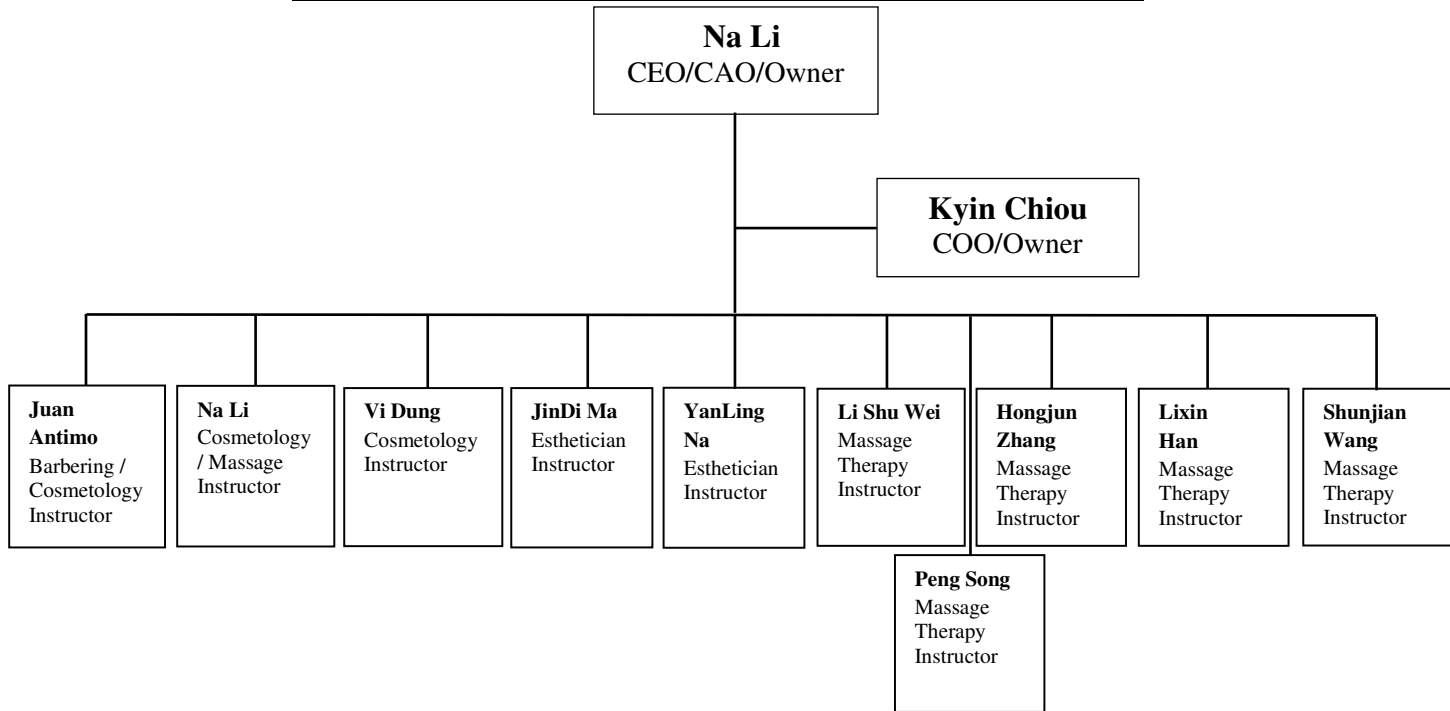 Na Li
CEO/CAO/Owner
Kyin Chiou
COO/Owner
Juan
Antimo
Barbering /
Cosmetology
Instructor
Na Li
Cosmetology
/ Massage
Instructor
Vi Dung
Cosmetology
Instructor
JinDi Ma
Esthetician
Instructor
YanLing
Na
Esthetician
Instructor
Li Shu Wei
Massage
Therapy
Instructor
Hongjun
Zhang
Massage
Therapy
Instructor
Lixin
Han
Massage
Therapy
Instructor
Shunjian
Wang
Massage
Therapy
Instructor
Peng Song
Massage
Therapy
Instructor